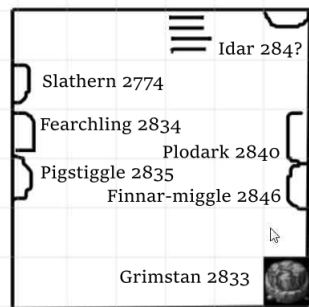 Idar 284?
Slathern 2774
Fearchling 2834
Plodark 2840
Pigstiggle 2835
Finnar-miggle 2846
Grimstan 2833